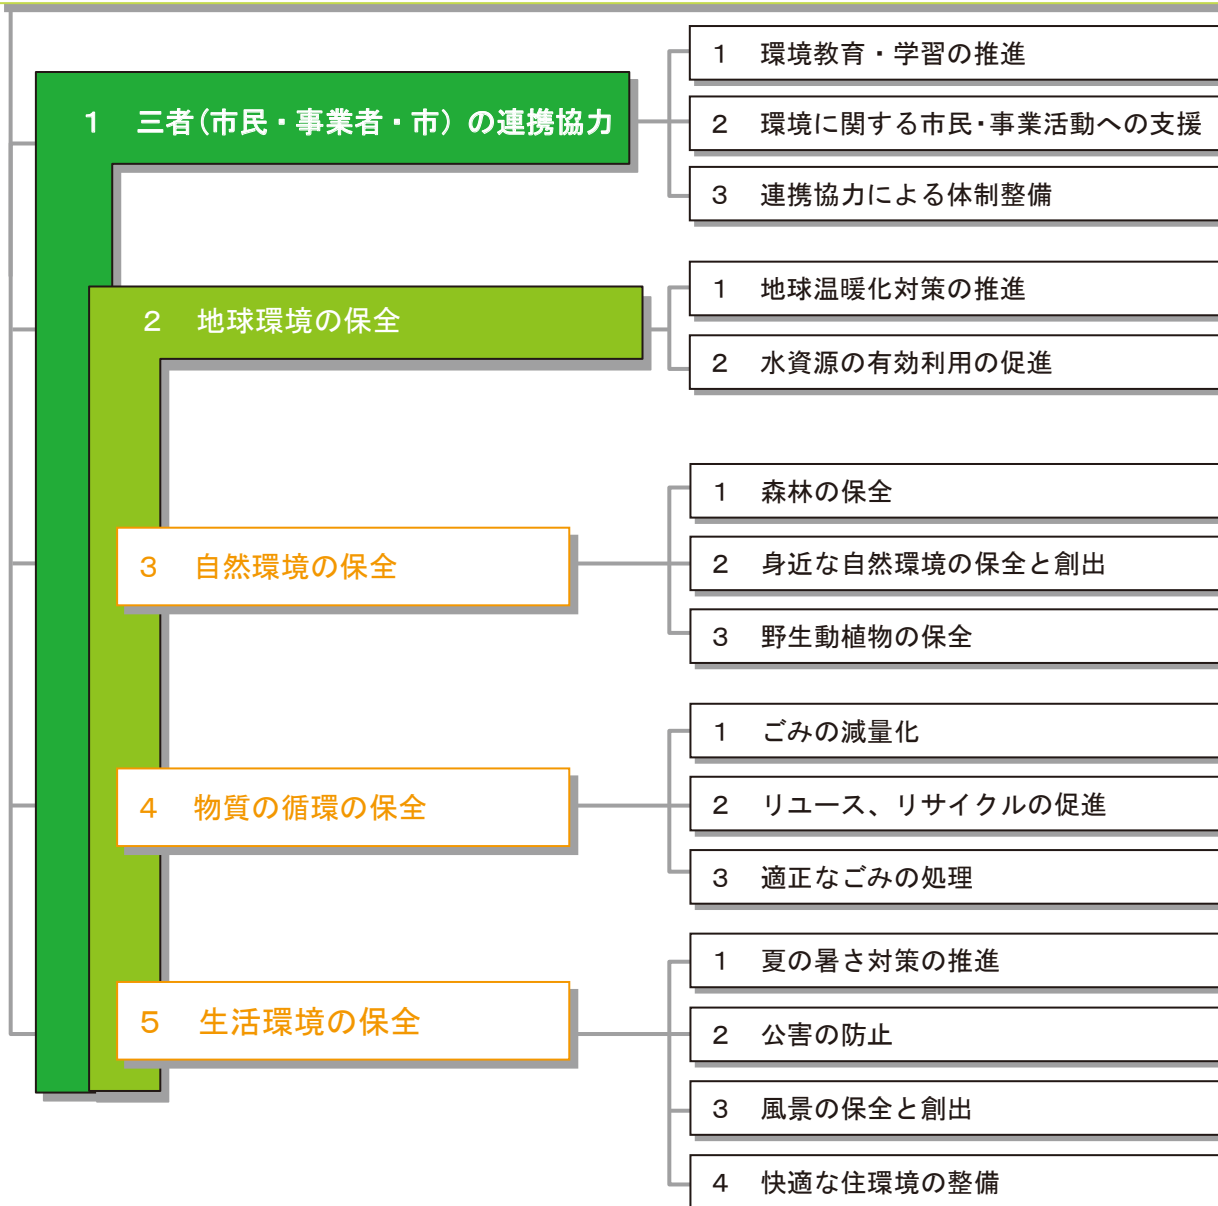 1 三者(市民・事業者・市)の連携協力
1 環境教育・学習の推進
2 環境に関する市民・事業活動への支援
3 連携協力による体制整備
2 地球環境の保全
1 地球温暖化対策の推進
2 水資源の有効利用の促進
3 自然環境の保全
1 森林の保全
2 身近な自然環境の保全と創出
3 野生動植物の保全
4 物質の循環の保全
1 ごみの減量化
2 リユース、リサイクルの促進
3 適正なごみの処理
5 生活環境の保全
1 夏の暑さ対策の推進
2 公害の防止
3 風景の保全と創出
4 快適な住環境の整備